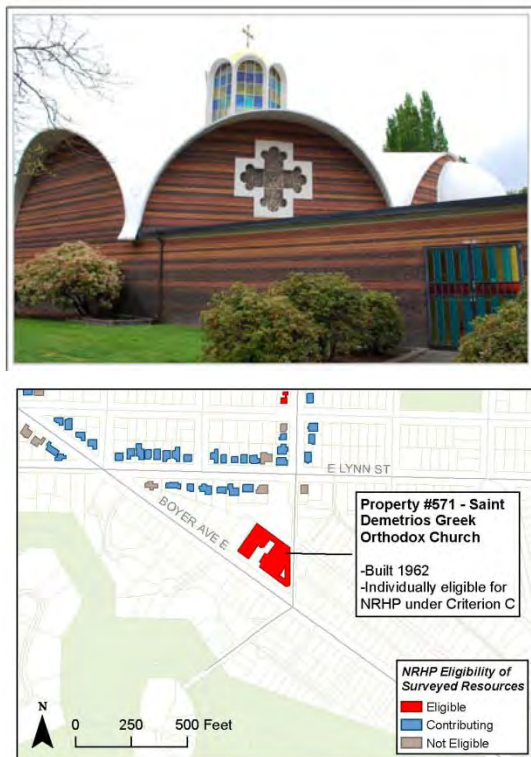 E LYNN ST
BOYER AVE E
Property #571 - Saint
Demetrios Greek
Orthodox Church
-Built 1962
-Individually eligible for
NRHP under Criterion C
NRHP Eligibility of
Surveyed Resources
Eligible
Contributing
Not Eligible
N
0 250 500 Feet